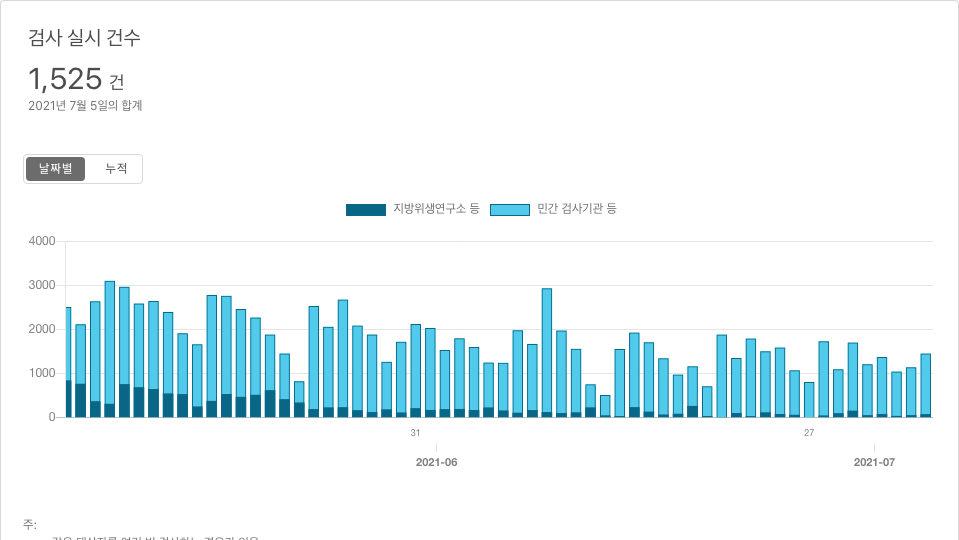 검사 실시 건수
1,525 건
2021년 7월 5일의 합계
날짜별 누적
지방위생연구소 등 민간 검사기관 등
4000
3000
2000
1000
0
31 27
2021-06 2021-07
주: